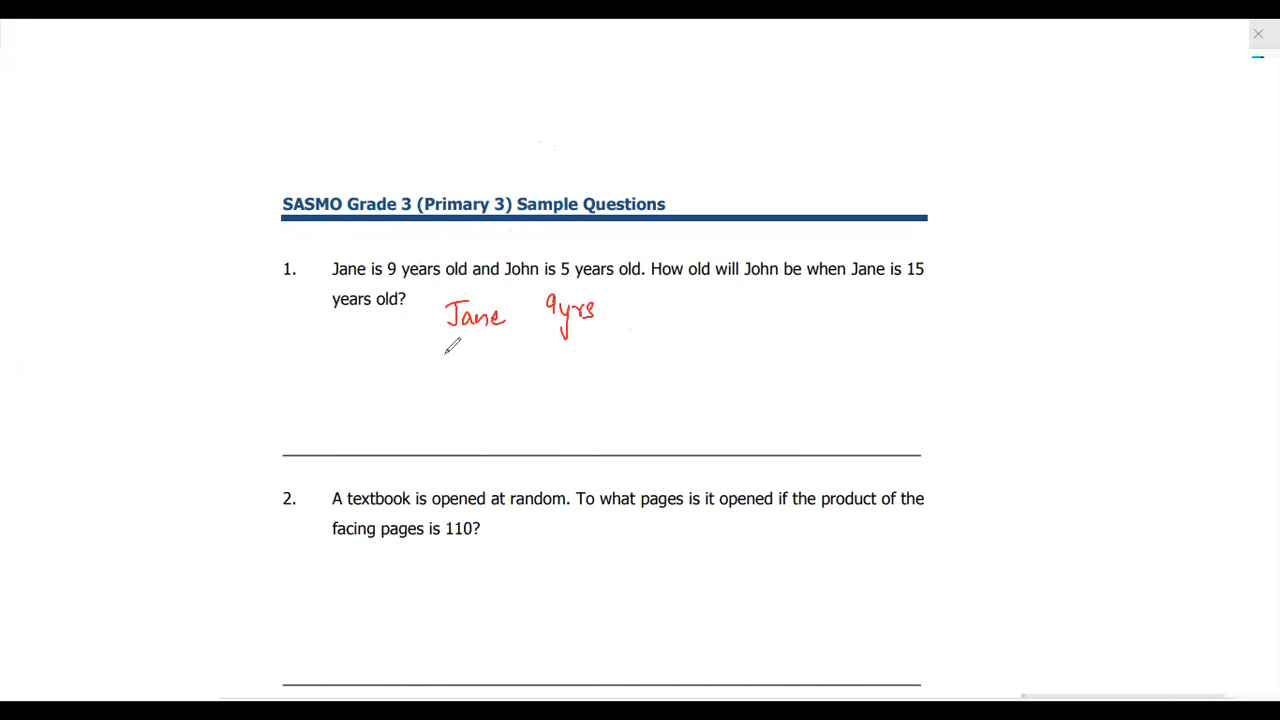 SASMO Grade 3 (Primary 3) Sample Questions
1. Jane is 9 years old and John is 5 years old. How old will John be when Jane is 15
years old?
Jane 9yrs
2. A textbook is opened at random. To what pages is it opened if the product of the
facing pages is 110?